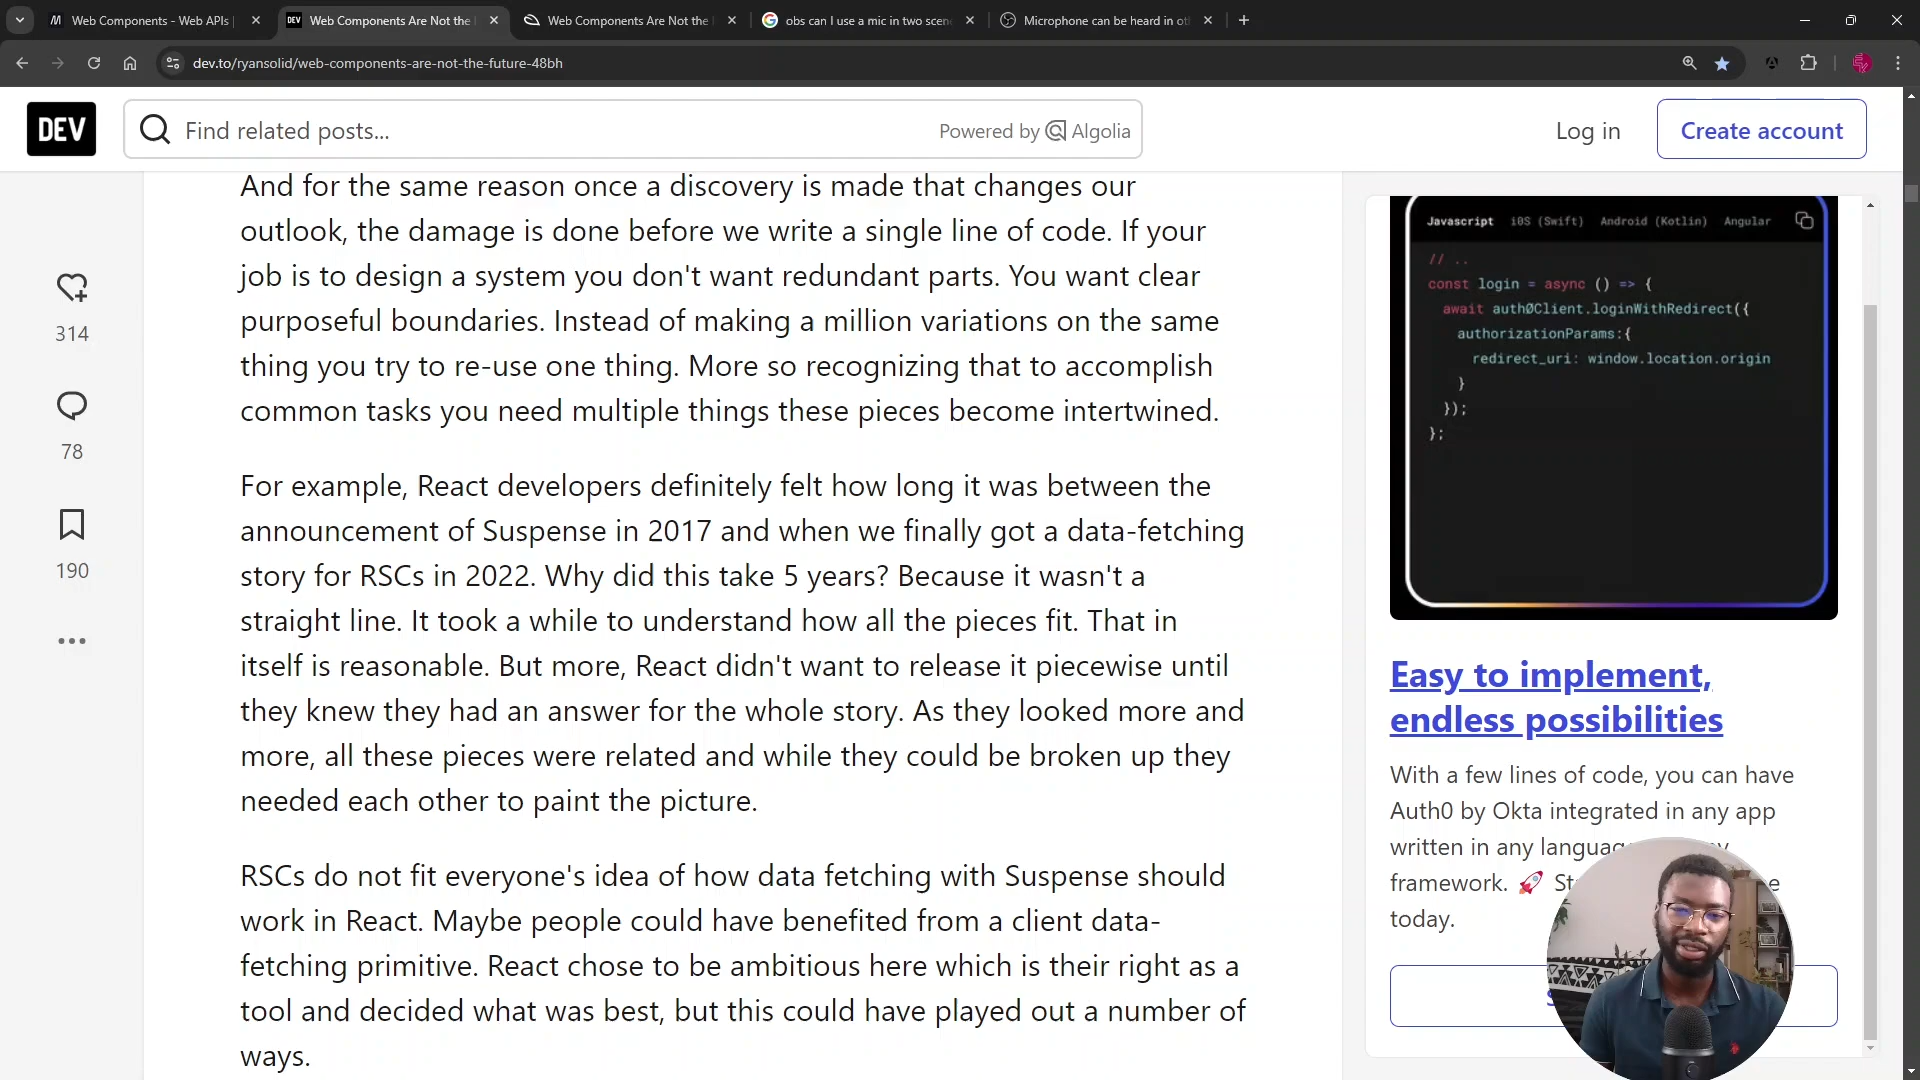 Web Components - Web APIs
Web Components Are Not the
Web Components Are Not the
obs can I use a mic in two scen
Microphone can be heard in ot
dev.to/ryansolid/web-components-are-not-the-future-48bh
DEV
Find related posts...
Powered by Algolia
Log in
Create account
And for the same reason once a discovery is made that changes our
outlook, the damage is done before we write a single line of code. If your
job is to design a system you don't want redundant parts. You want clear
purposeful boundaries. Instead of making a million variations on the same
thing you try to re-use one thing. More so recognizing that to accomplish
common tasks you need multiple things these pieces become intertwined.
For example, React developers definitely felt how long it was between the
announcement of Suspense in 2017 and when we finally got a data-fetching
story for RSCs in 2022. Why did this take 5 years? Because it wasn't a
straight line. It took a while to understand how all the pieces fit. That in
itself is reasonable. But more, React didn't want to release it piecewise until
they knew they had an answer for the whole story. As they looked more and
more, all these pieces were related and while they could be broken up they
needed each other to paint the picture.
RSCs do not fit everyone's idea of how data fetching with Suspense should
work in React. Maybe people could have benefited from a client data-
fetching primitive. React chose to be ambitious here which is their right as a
tool and decided what was best, but this could have played out a number of
ways.
314
78
190
Javascript iOS (Swift) Android (Kotlin) Angular
// ..
const login = async () => {
await auth0Client.loginWithRedirect({
authorizationParams:{
redirect_uri: window.location.origin
}
});
};
Easy to implement,
endless possibilities
With a few lines of code, you can have
Auth0 by Okta integrated in any app
written in any
framework. 🚀
today.